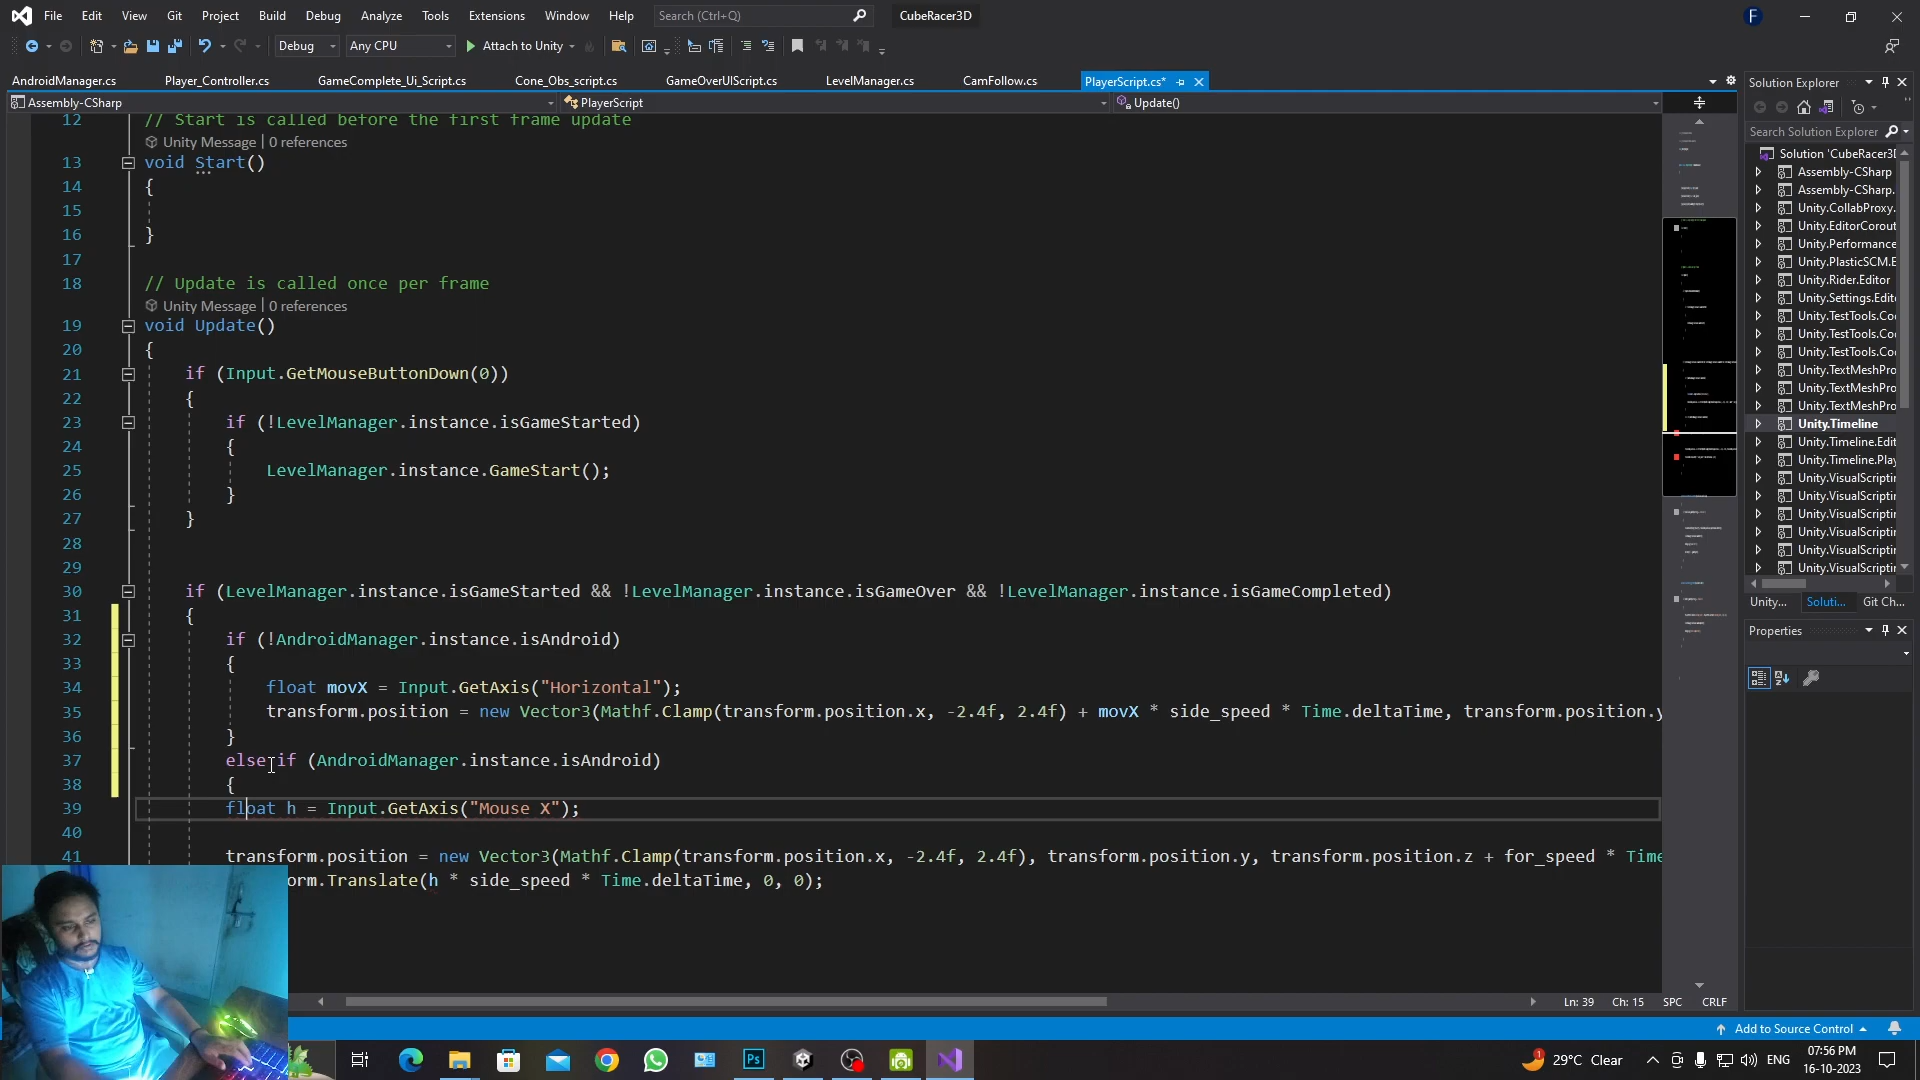 File Edit View Git Project Build Debug Analyze Tools Extensions Window Help Search (Ctrl+Q) CubeRacer3D F
Debug Any CPU Attach to Unity
AndroidManager.cs Player_Controller.cs GameComplete_Ui_Script.cs Cone_Obs_script.cs GameOverUIScript.cs LevelManager.cs CamFollow.cs PlayerScript.cs*
Assembly-CSharp PlayerScript Update()
12 // Start is called before the first frame update
Unity Message | 0 references
13 void Start()
14 {
15
16 }
17
18 // Update is called once per frame
Unity Message | 0 references
19 void Update()
20 {
21 if (Input.GetMouseButtonDown(0))
22 {
23 if (!LevelManager.instance.isGameStarted)
24 {
25 LevelManager.instance.GameStart();
26 }
27 }
28
29
30 if (LevelManager.instance.isGameStarted && !LevelManager.instance.isGameOver && !LevelManager.instance.isGameCompleted)
31 {
32 if (!AndroidManager.instance.isAndroid)
33 {
34 float movX = Input.GetAxis("Horizontal");
35 transform.position = new Vector3(Mathf.Clamp(transform.position.x, -2.4f, 2.4f) + movX * side_speed * Time.deltaTime, transform.position.y
36 }
37 else if (AndroidManager.instance.isAndroid)
38 {
39 float h = Input.GetAxis("Mouse X");
40
41 transform.position = new Vector3(Mathf.Clamp(transform.position.x, -2.4f, 2.4f), transform.position.y, transform.position.z + for_speed * Time
orm.Translate(h * side_speed * Time.deltaTime, 0, 0);
Ln: 39 Ch: 15 SPC CRLF
Solution Explorer
Search Solution Explorer
Solution 'CubeRacer3D
Assembly-CSharp
Assembly-CSharp.
Unity.CollabProxy.
Unity.EditorCorout
Unity.Performance
Unity.PlasticSCM.E
Unity.Rider.Editor
Unity.Settings.Edito
Unity.TestTools.Co
Unity.TestTools.Co
Unity.TestTools.Co
Unity.TextMeshPro
Unity.TextMeshPro
Unity.TextMeshPro
Unity.Timeline
Unity.Timeline.Edit
Unity.Timeline.Play
Unity.VisualScriptin
Unity.VisualScriptin
Unity.VisualScriptin
Unity.VisualScriptin
Unity.VisualScriptin
Unity.VisualScriptin
Unity... Soluti... Git Ch...
Properties
Add to Source Control
Ps 29°C Clear ENG 07:56 PM
16-10-2023